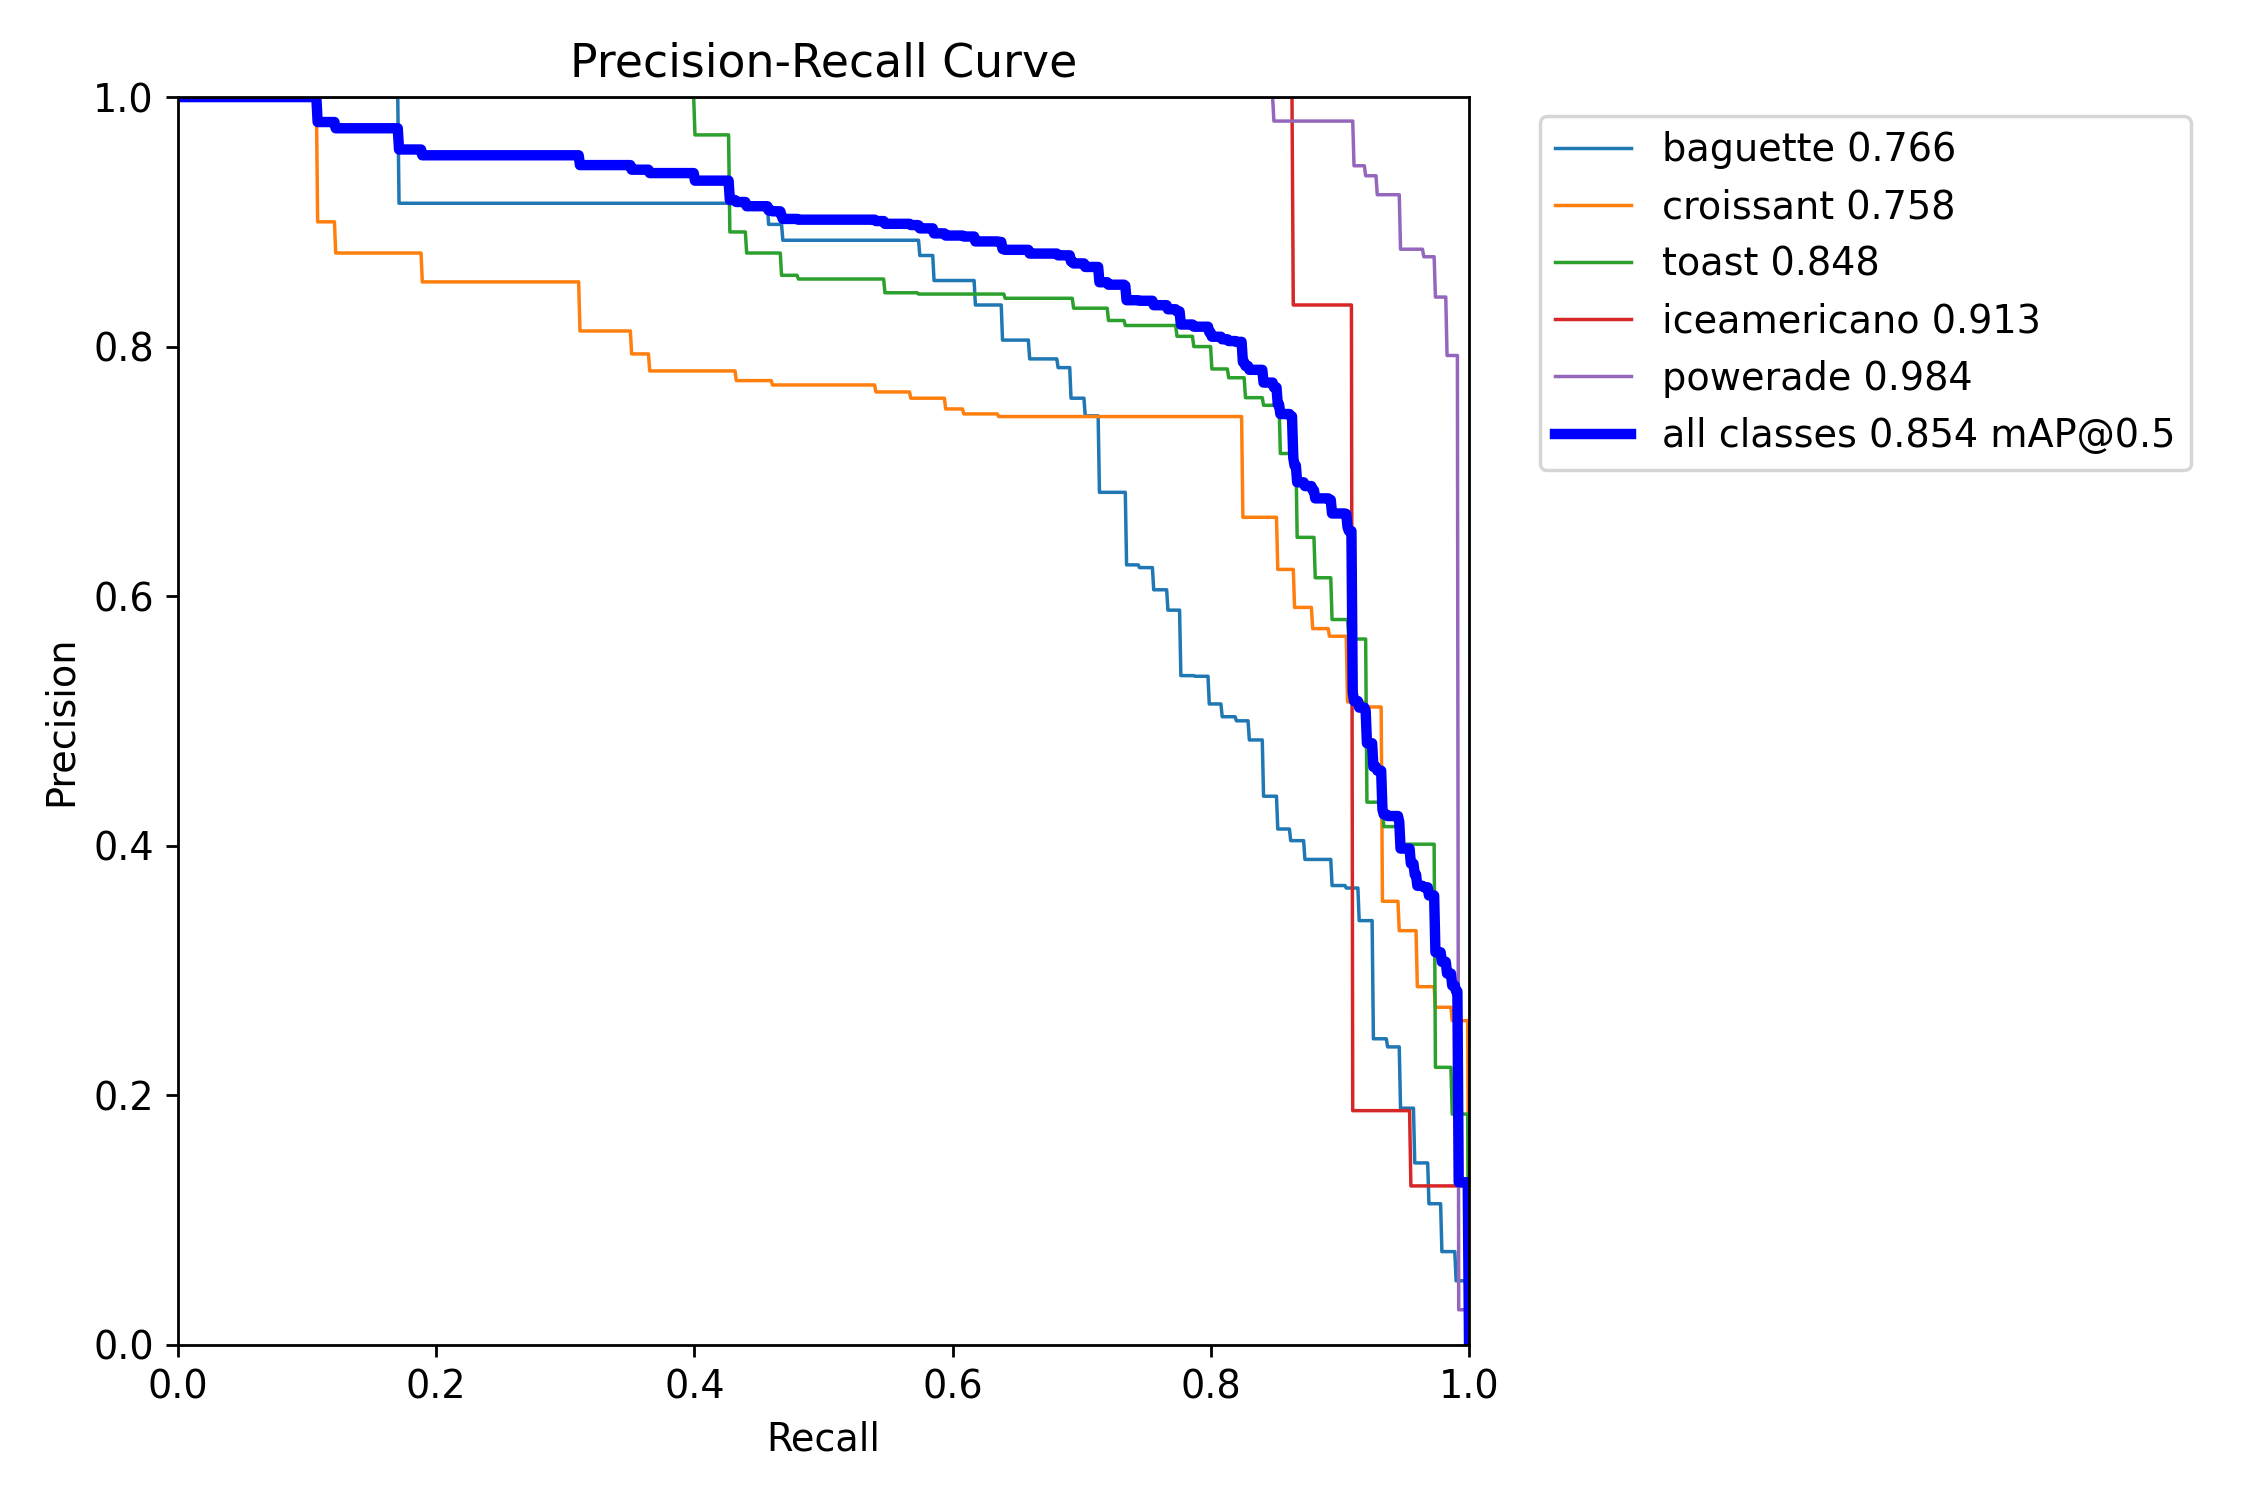 Precision-Recall Curve
1.0
0.8
0.6
0.4
0.2
0.0
Precision
0.0 0.2 0.4 0.6 0.8 1.0
Recall
baguette 0.766
croissant 0.758
toast 0.848
iceamericano 0.913
powerade 0.984
all classes 0.854 mAP@0.5